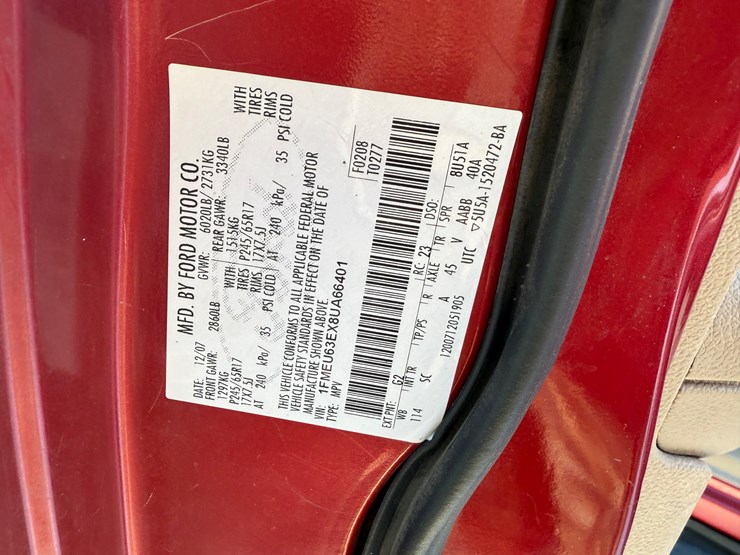 MFD. BY FORD MOTOR CO.
DATE: 12/07 GVWR: 6020LB/2731KG
FRONT GAWR: 2860LB REAR GAWR: 3340LB
1297KG WITH 1515KG WITH
P245/65R17 TIRES P245/65R17 TIRES
17X7.5J RIMS 17X7.5J RIMS
AT 240 kPa/ 35 PSI COLD AT 240 kPa/ 35 PSI COLD
THIS VEHICLE CONFORMS TO ALL APPLICABLE FEDERAL MOTOR
VEHICLE SAFETY STANDARDS IN EFFECT ON THE DATE OF
MANUFACTURE SHOWN ABOVE.
VIN: 1FMEU63EX8UA66401
TYPE: MPV
F0208
T0277
EXT PNT: G2 RC: 23 DSO:
WB INT TR TP/PS R AXLE TR SPR 8U5TA
114 SC A 45 V AABB 40A
UTC ▽5U5A-1520472-BA
120071205190S